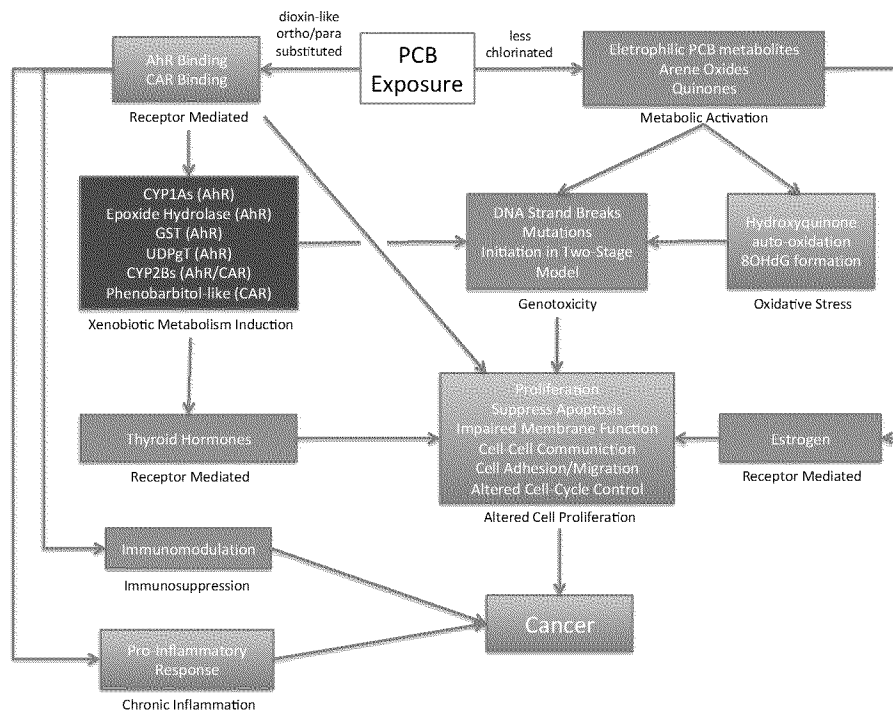 dioxin-like
ortho/para
substituted
PCB
Exposure
less
chlorinated
AhR Binding
CAR Binding
Receptor Mediated
Eletrophilic PCB metabolites
Arene Oxides
Quinones
Metabolic Activation
CYP1As (AhR)
Epoxide Hydrolase (AhR)
GST (AhR)
UDPgT (AhR)
CYP2Bs (AhR/CAR)
Phenobarbitol-like (CAR)
Xenobiotic Metabolism Induction
DNA Strand Breaks
Mutations
Initiation in Two-Stage
Model
Genotoxicity
Hydroxyquinone
auto-oxidation
8OHdG formation
Oxidative Stress
Thyroid Hormones
Receptor Mediated
Proliferation
Suppress Apoptosis
Impaired Membrane Function
Cell Cell Communiction
Cell Adhesion/Migration
Altered Cell-Cycle Control
Altered Cell Proliferation
Estrogen
Receptor Mediated
Immunomodulation
Immunosuppression
Pro-Inflammatory
Response
Chronic Inflammation
Cancer